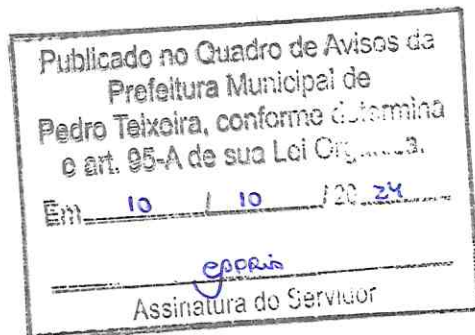 Publicado no Quadro de Avisos da
Prefeitura Municipal de
Pedro Teixeira, conforme determina
o art. 95-A de sua Lei
Em 10 / 10 / 20 24
Assinatura do Servidor